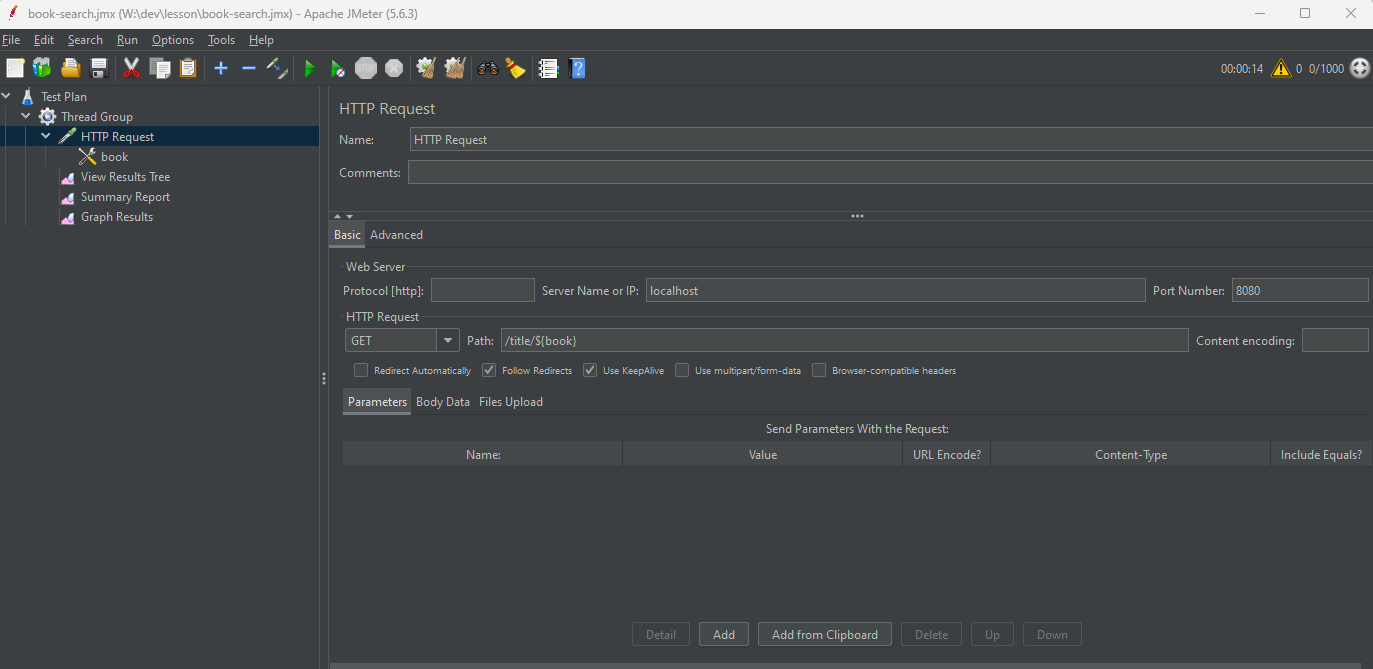 book-search.jmx (W:\dev\lesson\book-search.jmx) - Apache JMeter (5.6.3)
File Edit Search Run Options Tools Help
STOP 00:00:14 0 0/1000
Test Plan
Thread Group
HTTP Request
book
View Results Tree
Summary Report
Graph Results
HTTP Request
Name: HTTP Request
Comments:
Basic Advanced
Web Server
Protocol [http]: Server Name or IP: localhost Port Number: 8080
HTTP Request
GET Path: /title/${book} Content encoding:
Redirect Automatically Follow Redirects Use KeepAlive Use multipart/form-data Browser-compatible headers
Parameters Body Data Files Upload
Send Parameters With the Request:
Name: Value URL Encode? Content-Type Include Equals?
Detail Add Add from Clipboard Delete Up Down